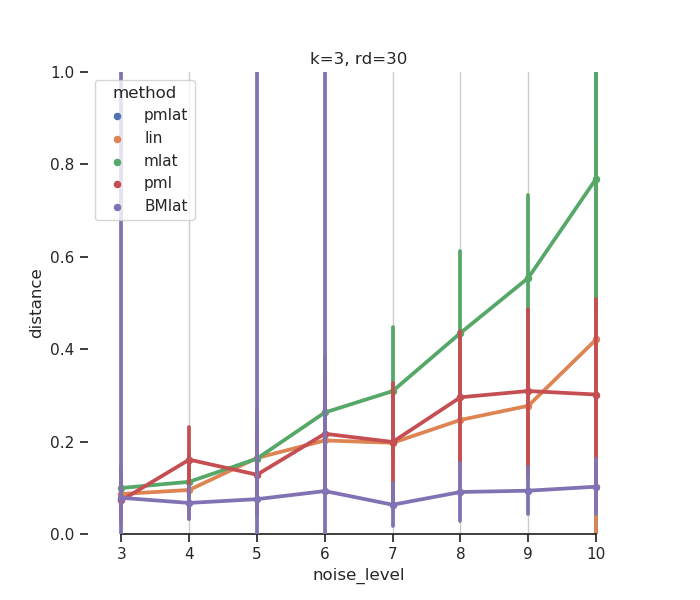 k=3, rd=30
1.0
0.8
0.6
0.4
0.2
0.0
distance
method
pmlat
lin
mlat
pml
BMlat
3 4 5 6 7 8 9 10
noise_level